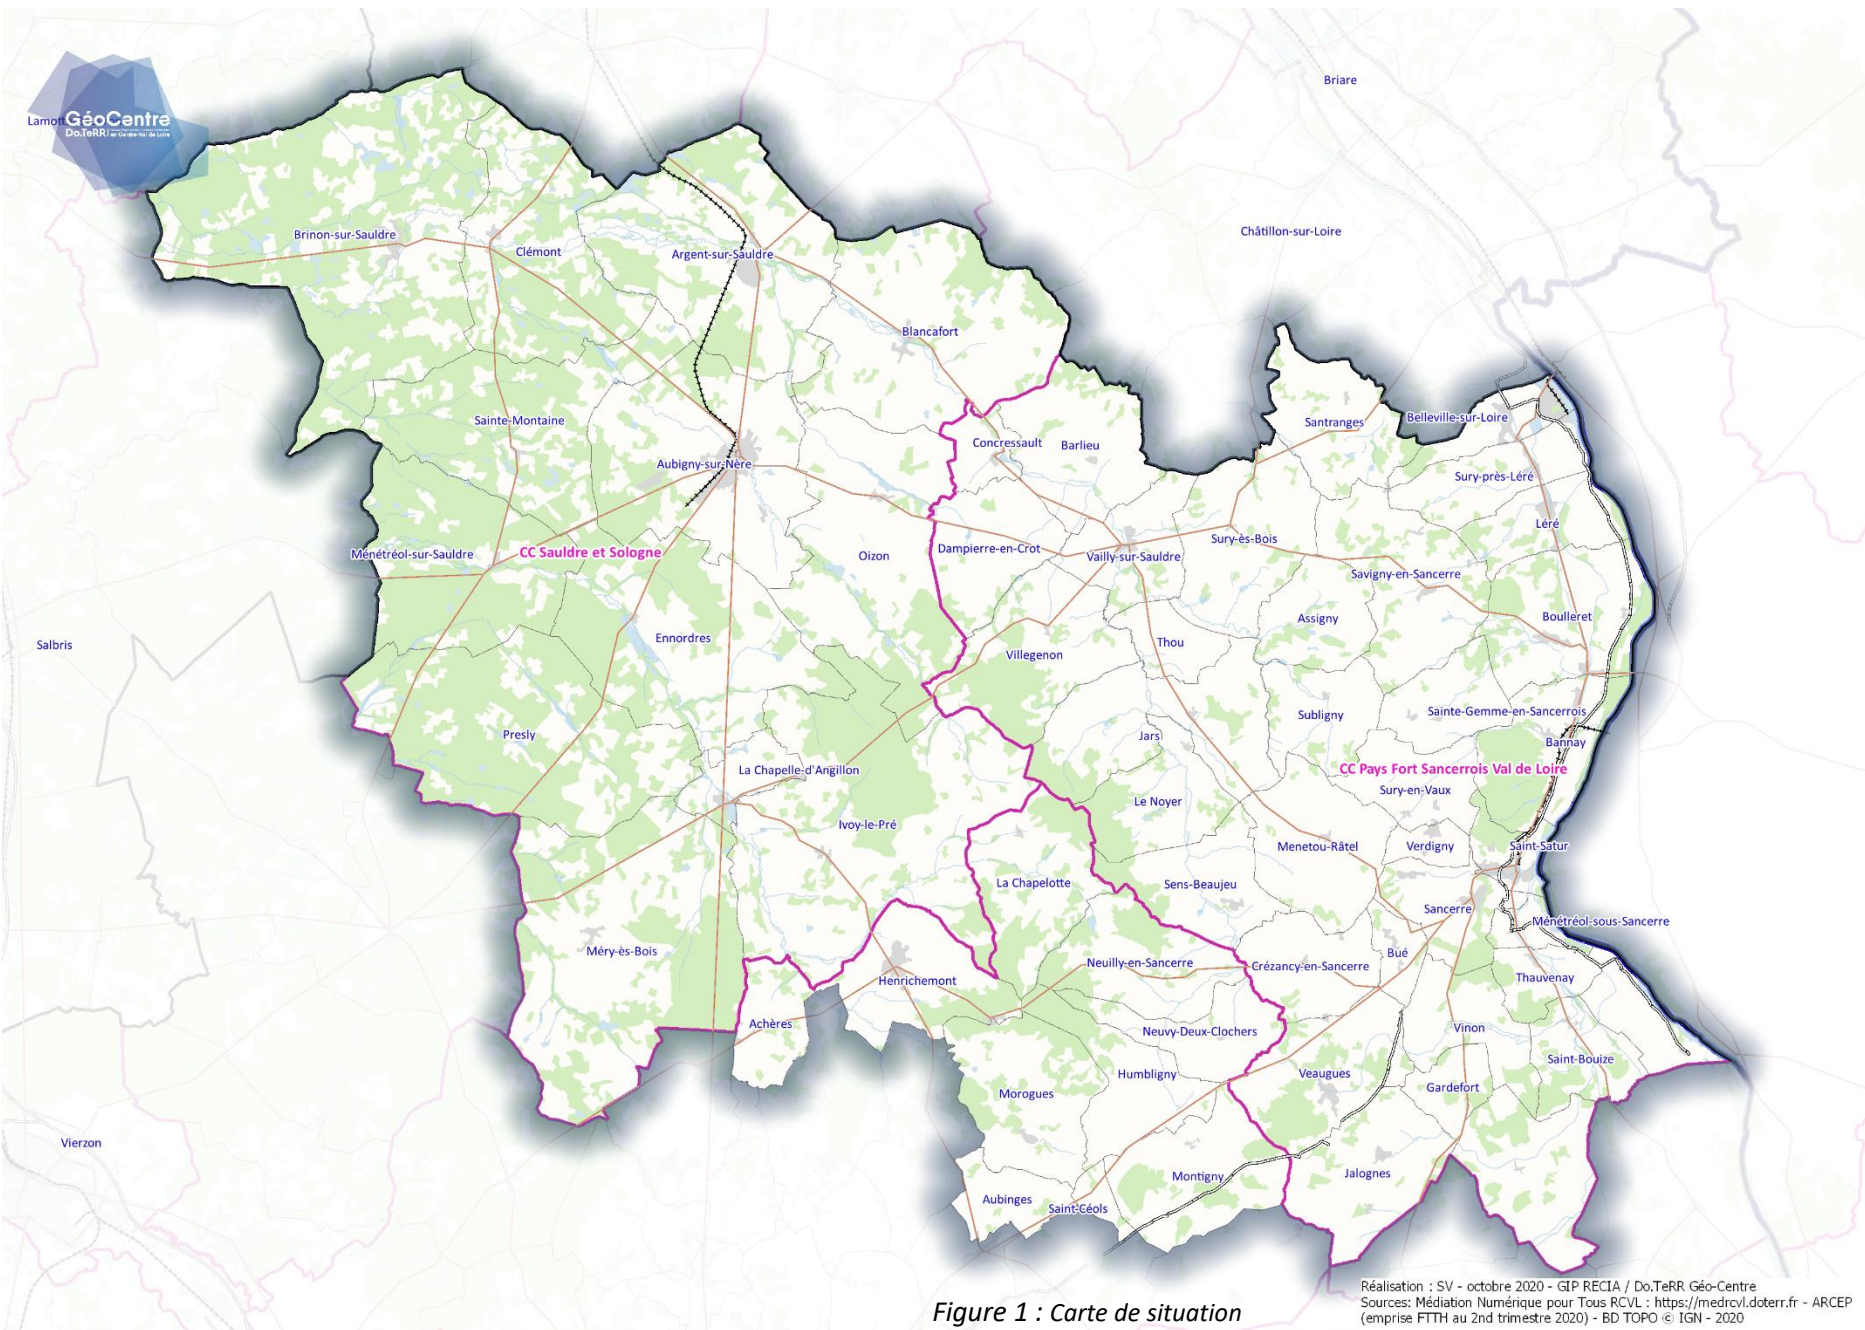 Briare
Lamott
GéoCentre
Do.TeRR
en Centre-Val de Loire
Châtillon-sur-Loire
Brinon-sur-Sauldre
Clémont
Argent-sur-Sauldre
Blancafort
Sainte-Montaine
Santranges
Belleville-sur-Loire
Concressault
Barlieu
Aubigny-sur-Nère
Sury-près-Léré
Léré
Ménétréol-sur-Sauldre
CC Sauldre et Sologne
Oizon
Dampierre-en-Crot
Vailly-sur-Sauldre
Sury-ès-Bois
Savigny-en-Sancerre
Assigny
Boulleret
Salbris
Ennordres
Villegenon
Thou
Presly
Jars
Subligny
Sainte-Gemme-en-Sancerrois
Bannay
La Chapelle-d'Angillon
CC Pays Fort Sancerrois Val de Loire
Sury-en-Vaux
Le Noyer
Ivoy-le-Pré
Menetou-Râtel
Verdigny
Saint-Satur
La Chapelotte
Sens-Beaujeu
Sancerre
Ménétréol-sous-Sancerre
Méry-ès-Bois
Henrichemont
Neuilly-en-Sancerre
Crézancy-en-Sancerre
Bué
Thauvenay
Achères
Neuvy-Deux-Clochers
Vinon
Saint-Bouize
Humbligny
Veaugues
Gardefort
Morogues
Vierzon
Montigny
Jalognes
Aubinges
Saint-Céols
Figure 1 : Carte de situation
Réalisation : SV - octobre 2020 - GIP RECIA / Do.TeRR Géo-Centre
Sources: Médiation Numérique pour Tous RCVL : https://medrcvl.doterr.fr - ARCEP
(emprise FTTH au 2nd trimestre 2020) - BD TOPO © IGN - 2020